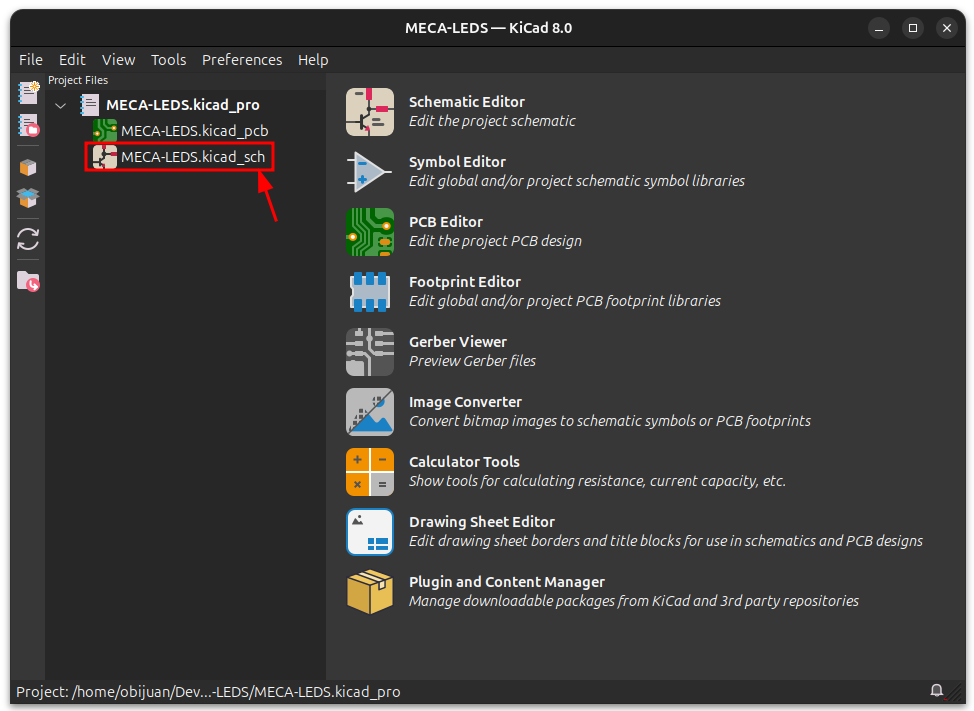 MECA-LEDS — KiCad 8.0
File Edit View Tools Preferences Help
Project Files
MECA-LEDS.kicad_pro
MECA-LEDS.kicad_pcb
MECA-LEDS.kicad_sch
Schematic Editor
Edit the project schematic
Symbol Editor
Edit global and/or project schematic symbol libraries
PCB Editor
Edit the project PCB design
Footprint Editor
Edit global and/or project PCB footprint libraries
Gerber Viewer
Preview Gerber files
Image Converter
Convert bitmap images to schematic symbols or PCB footprints
Calculator Tools
Show tools for calculating resistance, current capacity, etc.
Drawing Sheet Editor
Edit drawing sheet borders and title blocks for use in schematics and PCB designs
Plugin and Content Manager
Manage downloadable packages from KiCad and 3rd party repositories
Project: /home/obijuan/Dev...-LEDS/MECA-LEDS.kicad_pro